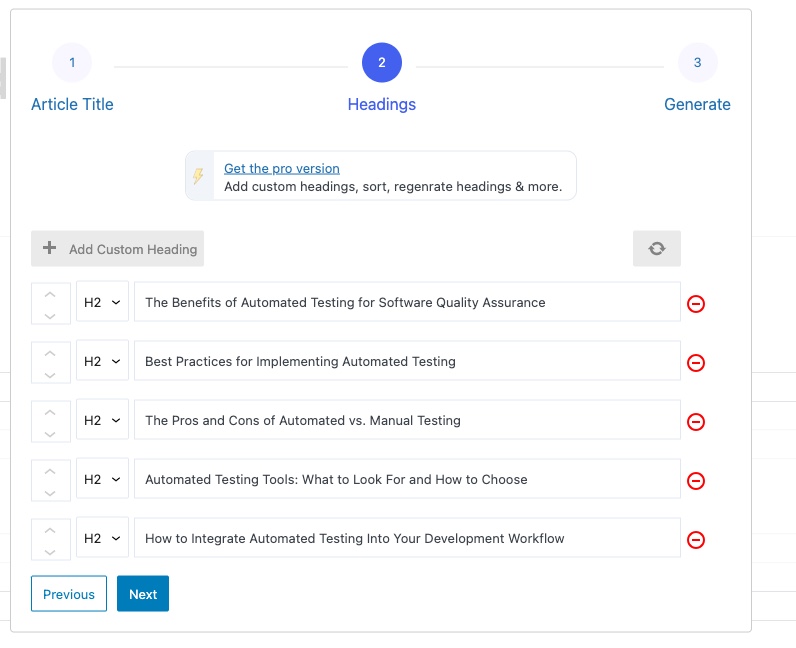 1
2
3
Article Title
Headings
Generate
Get the pro version
Add custom headings, sort, regenrate headings & more.
Add Custom Heading
H2 The Benefits of Automated Testing for Software Quality Assurance
H2 Best Practices for Implementing Automated Testing
H2 The Pros and Cons of Automated vs. Manual Testing
H2 Automated Testing Tools: What to Look For and How to Choose
H2 How to Integrate Automated Testing Into Your Development Workflow
Previous
Next